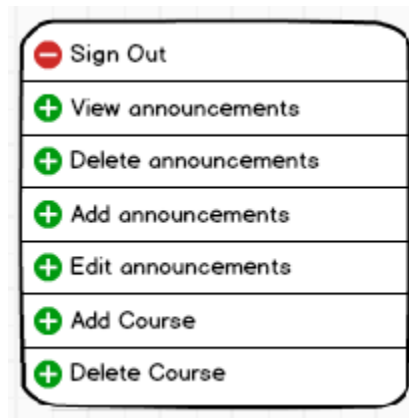 Sign Out
View announcements
Delete announcements
Add announcements
Edit announcements
Add Course
Delete Course